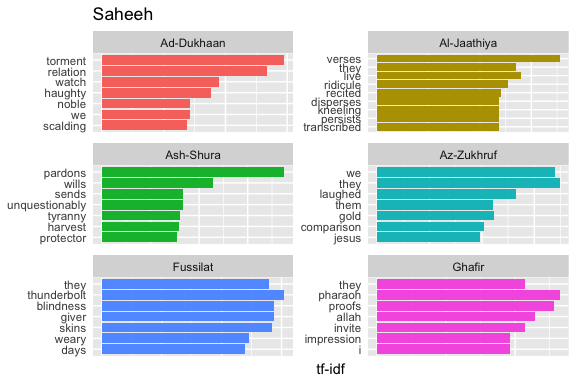 Saheeh
Ad-Dukhaan
torment
relation
watch
haughty
noble
we
scalding
Al-Jaathiya
verses
they
live
ridicule
recited
disperses
kneeling
persists
transcribed
Ash-Shura
pardons
wills
sends
unquestionably
tyranny
harvest
protector
Az-Zukhruf
we
they
laughed
them
gold
comparison
jesus
Fussilat
they
thunderbolt
blindness
giver
skins
weary
days
Ghafir
they
pharaoh
proofs
allah
invite
impression
i
tf-idf